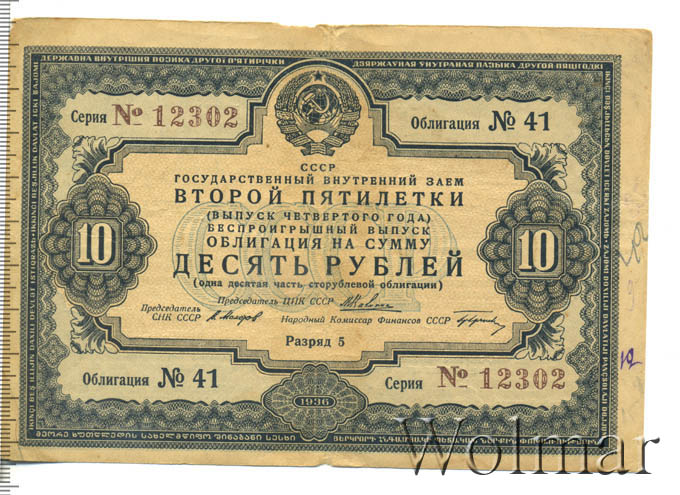 ДЕРЖАВНА ВНУТРІШНЯ ПОЗИКА ДРУГОЇ П'ЯТИРІЧКИ
ДЗЯРЖАЎНАЯ УНУТРАНАЯ ПАЗЫКА ДРУГОЙ ПЯЦІГОДКІ
Серия № 12302
Облигация № 41
СССР
ГОСУДАРСТВЕННЫЙ ВНУТРЕННИЙ ЗАЕМ
ВТОРОЙ ПЯТИЛЕТКИ
(ВЫПУСК ЧЕТВЕРТОГО ГОДА)
БЕСПРОИГРЫШНЫЙ ВЫПУСК
ОБЛИГАЦИЯ НА СУММУ
10 ДЕСЯТЬ РУБЛЕЙ 10
(одна десятая часть сторублевой облигации)
Председатель ЦИК СССР
Председатель
СНК СССР
Народный Комиссар Финансов СССР
Разряд 5
Облигация № 41
Серия № 12302
1936
Wolmar